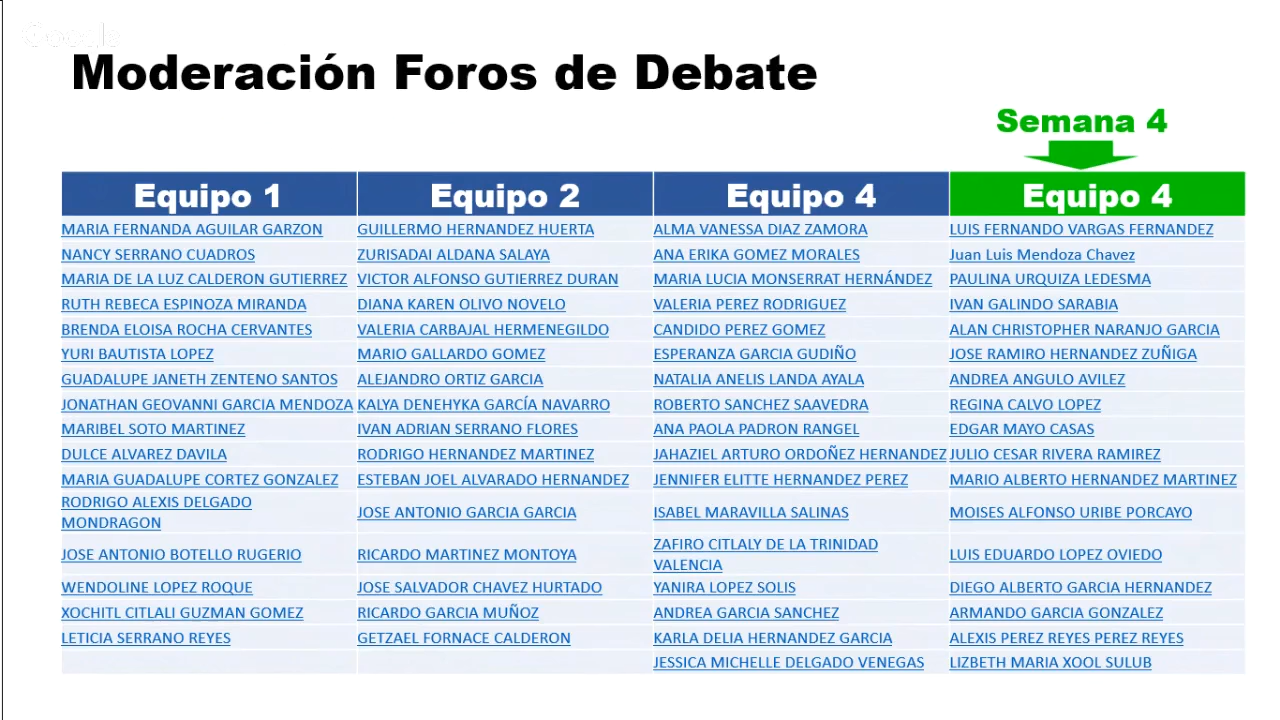 Moderación Foros de Debate
Semana 4
Equipo 1 Equipo 2 Equipo 4 Equipo 4
MARIA FERNANDA AGUILAR GARZON GUILLERMO HERNANDEZ HUERTA ALMA VANESSA DIAZ ZAMORA LUIS FERNANDO VARGAS FERNANDEZ
NANCY SERRANO CUADROS ZURISADAI ALDANA SALAYA ANA ERIKA GOMEZ MORALES Juan Luis Mendoza Chavez
MARIA DE LA LUZ CALDERON GUTIERREZ VICTOR ALFONSO GUTIERREZ DURAN MARIA LUCIA MONSERRAT HERNÁNDEZ PAULINA URQUIZA LEDESMA
RUTH REBECA ESPINOZA MIRANDA DIANA KAREN OLIVO NOVELO VALERIA PEREZ RODRIGUEZ IVAN GALINDO SARABIA
BRENDA ELOISA ROCHA CERVANTES VALERIA CARBAJAL HERMENEGILDO CANDIDO PEREZ GOMEZ ALAN CHRISTOPHER NARANJO GARCIA
YURI BAUTISTA LOPEZ MARIO GALLARDO GOMEZ ESPERANZA GARCIA GUDIÑO JOSE RAMIRO HERNANDEZ ZUÑIGA
GUADALUPE JANETH ZENTENO SANTOS ALEJANDRO ORTIZ GARCIA NATALIA ANELIS LANDA AYALA ANDREA ANGULO AVILEZ
JONATHAN GEOVANNI GARCIA MENDOZA KALYA DENEHYKA GARCÍA NAVARRO ROBERTO SANCHEZ SAAVEDRA REGINA CALVO LOPEZ
MARIBEL SOTO MARTINEZ IVAN ADRIAN SERRANO FLORES ANA PAOLA PADRON RANGEL EDGAR MAYO CASAS
DULCE ALVAREZ DAVILA RODRIGO HERNANDEZ MARTINEZ JAHAZIEL ARTURO ORDOÑEZ HERNANDEZ JULIO CESAR RIVERA RAMIREZ
MARIA GUADALUPE CORTEZ GONZALEZ ESTEBAN JOEL ALVARADO HERNANDEZ JENNIFER ELITTE HERNANDEZ PEREZ MARIO ALBERTO HERNANDEZ MARTINEZ
RODRIGO ALEXIS DELGADO
MONDRAGON JOSE ANTONIO GARCIA GARCIA ISABEL MARAVILLA SALINAS MOISES ALFONSO URIBE PORCAYO
JOSE ANTONIO BOTELLO RUGERIO RICARDO MARTINEZ MONTOYA ZAFIRO CITLALY DE LA TRINIDAD
VALENCIA LUIS EDUARDO LOPEZ OVIEDO
WENDOLINE LOPEZ ROQUE JOSE SALVADOR CHAVEZ HURTADO YANIRA LOPEZ SOLIS DIEGO ALBERTO GARCIA HERNANDEZ
XOCHITL CITLALI GUZMAN GOMEZ RICARDO GARCIA MUÑOZ ANDREA GARCIA SANCHEZ ARMANDO GARCIA GONZALEZ
LETICIA SERRANO REYES GETZAEL FORNACE CALDERON KARLA DELIA HERNANDEZ GARCIA ALEXIS PEREZ REYES PEREZ REYES
JESSICA MICHELLE DELGADO VENEGAS LIZBETH MARIA XOOL SULUB